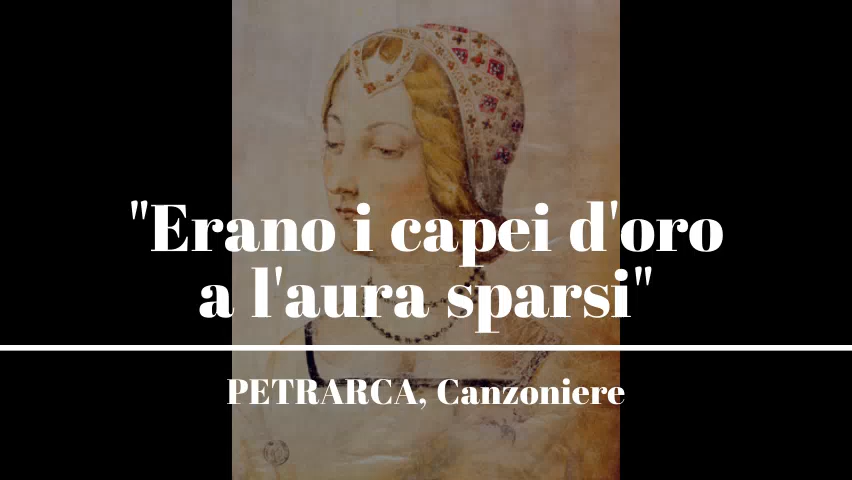 "Erano i capei d'oro
a l'aura sparsi"
PETRARCA, Canzoniere